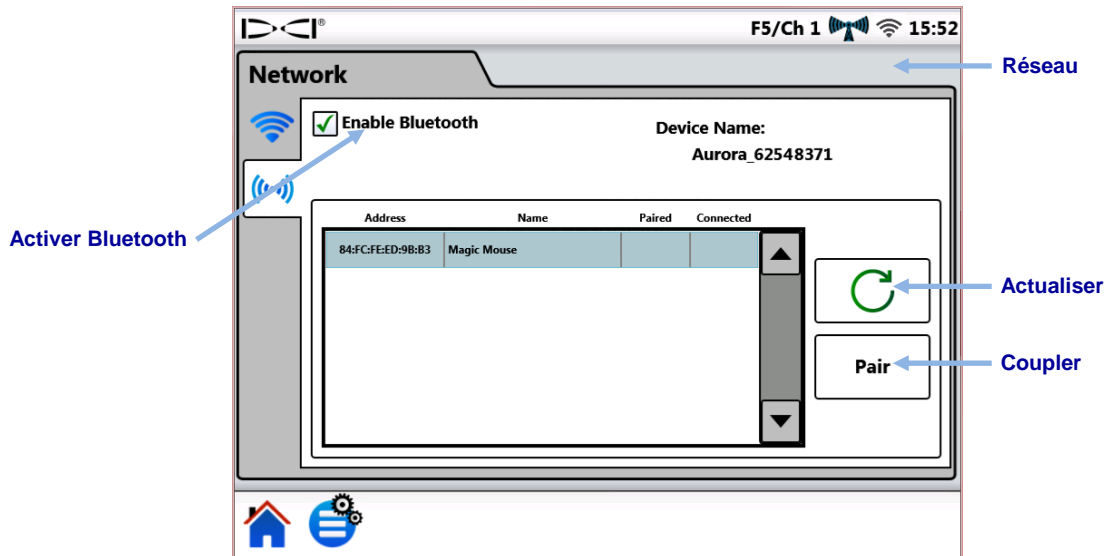 DCI®
F5/Ch 1 15:52
Réseau
Network
Enable Bluetooth
Device Name:
Aurora_62548371
Activer Bluetooth
Address Name Paired Connected
84:FC:FE:ED:9B:B3 Magic Mouse
Actualiser
Pair
Coupler